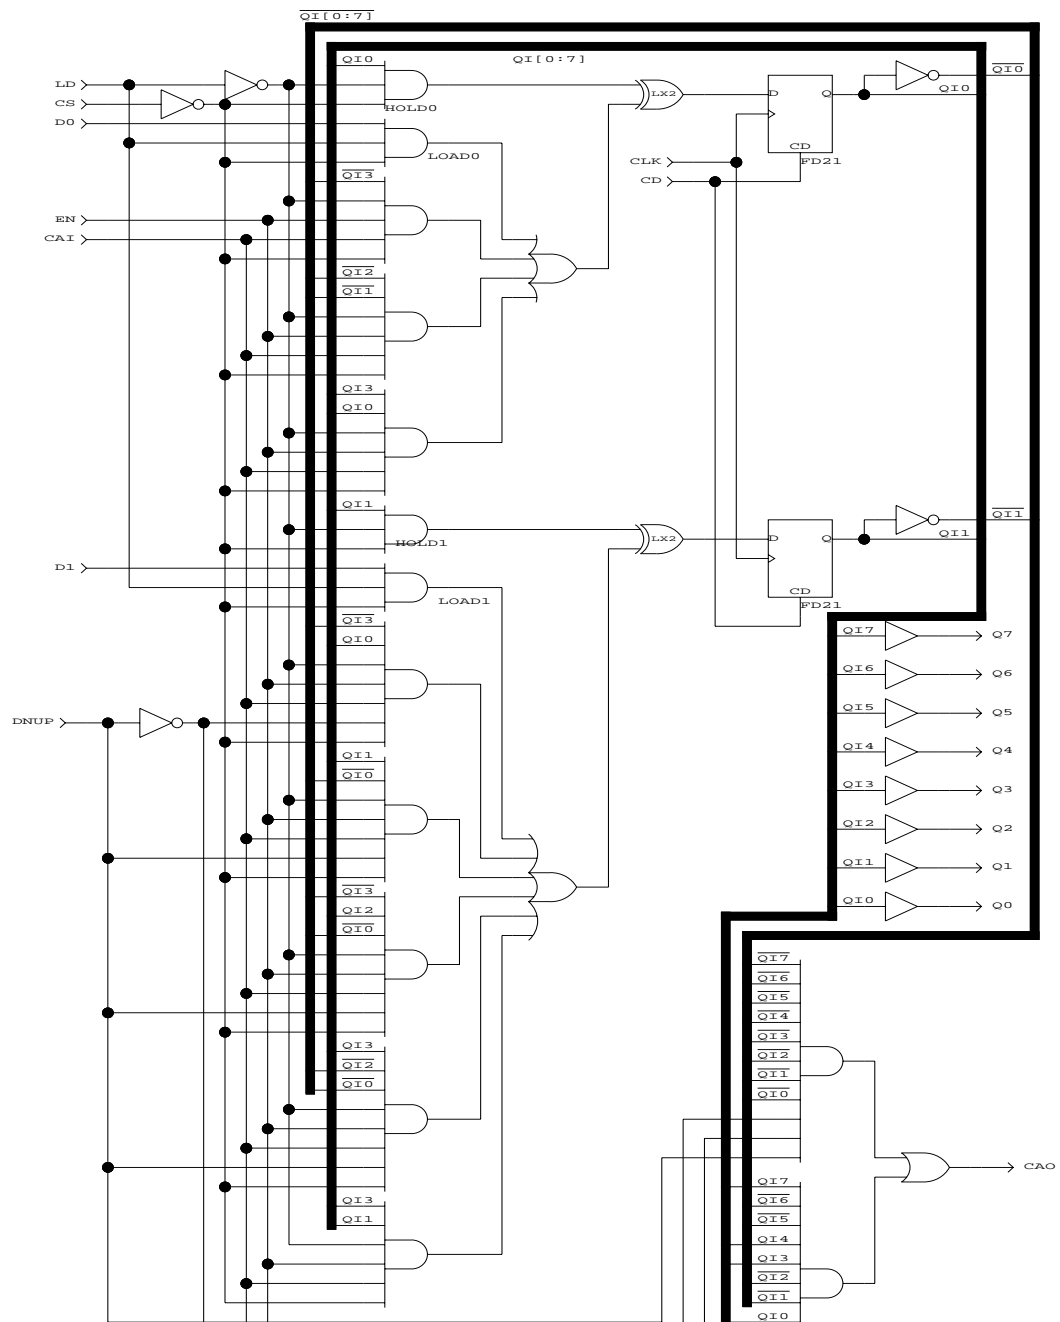 QI[0:7]
QI[0:7]
QI0
LD
CS
HOLD0
LX2
D
Q
QI0
QI0
D0
LOAD0
CLK
CD
CD
FD21
QI3
EN
CAI
QI2
QI1
QI3
QI0
QI1
HOLD1
LX2
D
Q
QI1
QI1
D1
LOAD1
CD
FD21
QI3
QI0
QI7
Q7
QI6
Q6
QI5
Q5
DNUP
QI4
Q4
QI1
QI0
QI3
Q3
QI2
Q2
QI1
Q1
QI3
QI2
QI0
QI0
Q0
QI7
QI6
QI5
QI4
QI3
QI2
QI1
QI0
QI3
QI2
QI0
CAO
QI7
QI6
QI5
QI4
QI3
QI2
QI1
QI0
QI3
QI1